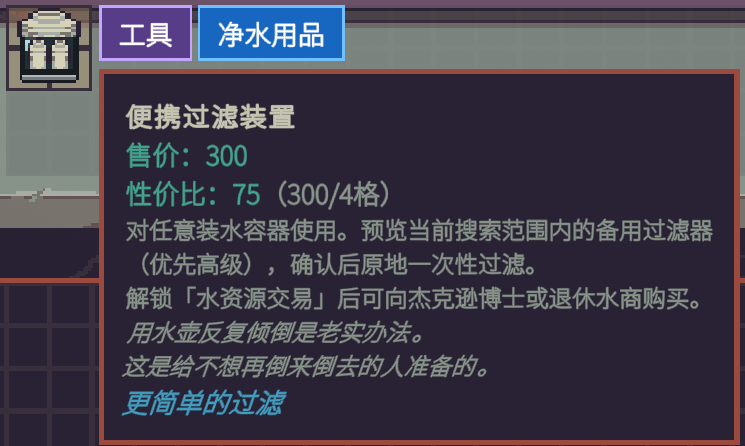 工具
净水用品
便携过滤装置
售价：300
性价比：75（300/4格）
对任意装水容器使用。预览当前搜索范围内的备用过滤器
（优先高级），确认后原地一次性过滤。
解锁「水资源交易」后可向杰克逊博士或退休水商购买。
用水壶反复倾倒是老实办法。
这是给不想再倒来倒去的人准备的。
更简单的过滤